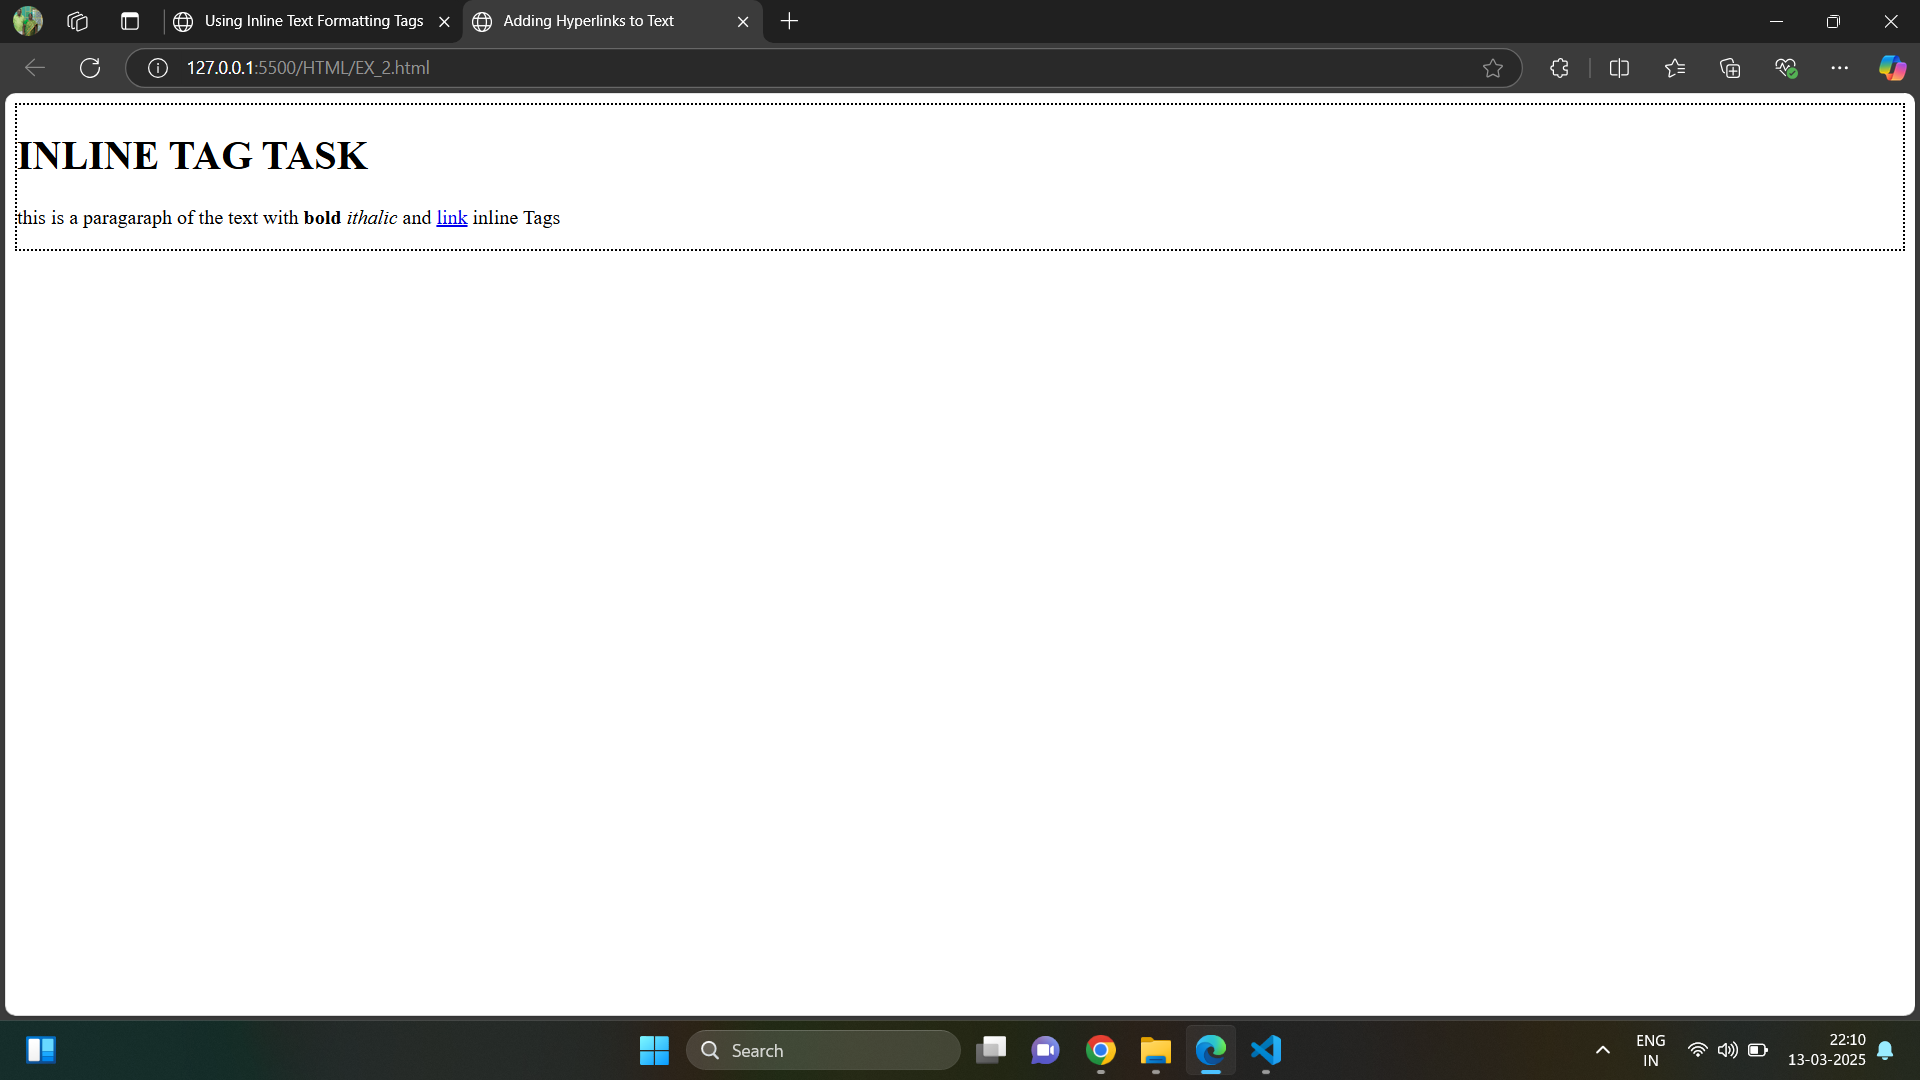 Using Inline Text Formatting Tags
Adding Hyperlinks to Text
127.0.0.1:5500/HTML/EX_2.html
INLINE TAG TASK
this is a paragaraph of the text with bold ithalic and link inline Tags
Search
ENG
IN
22:10
13-03-2025